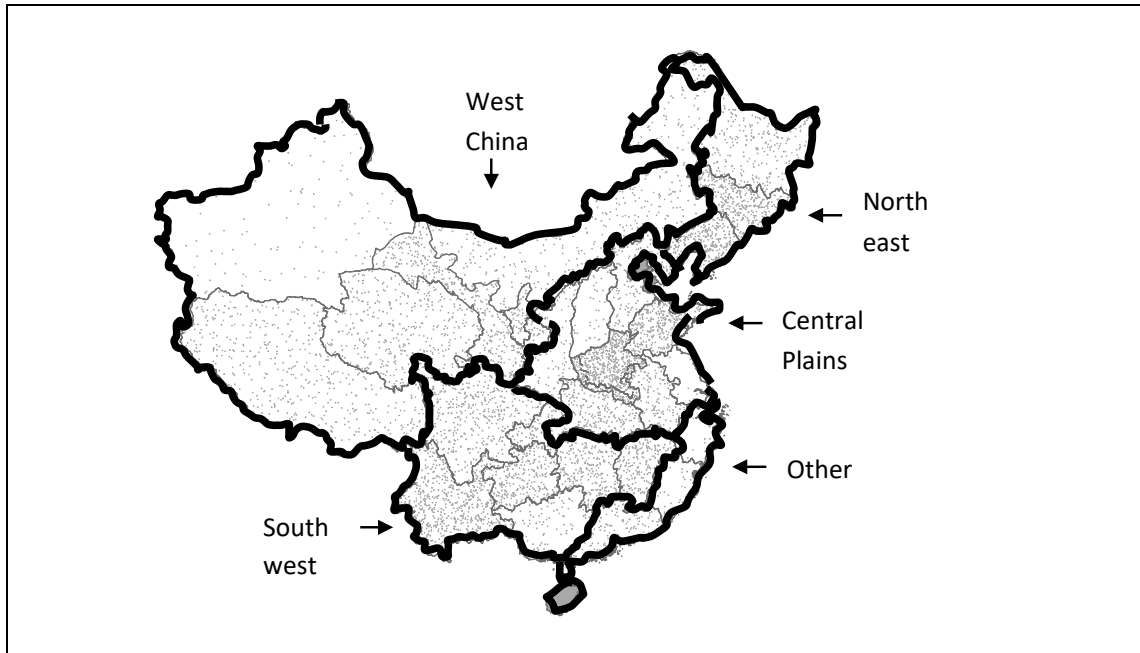 West
China
North
east
Central
Plains
Other
South
west